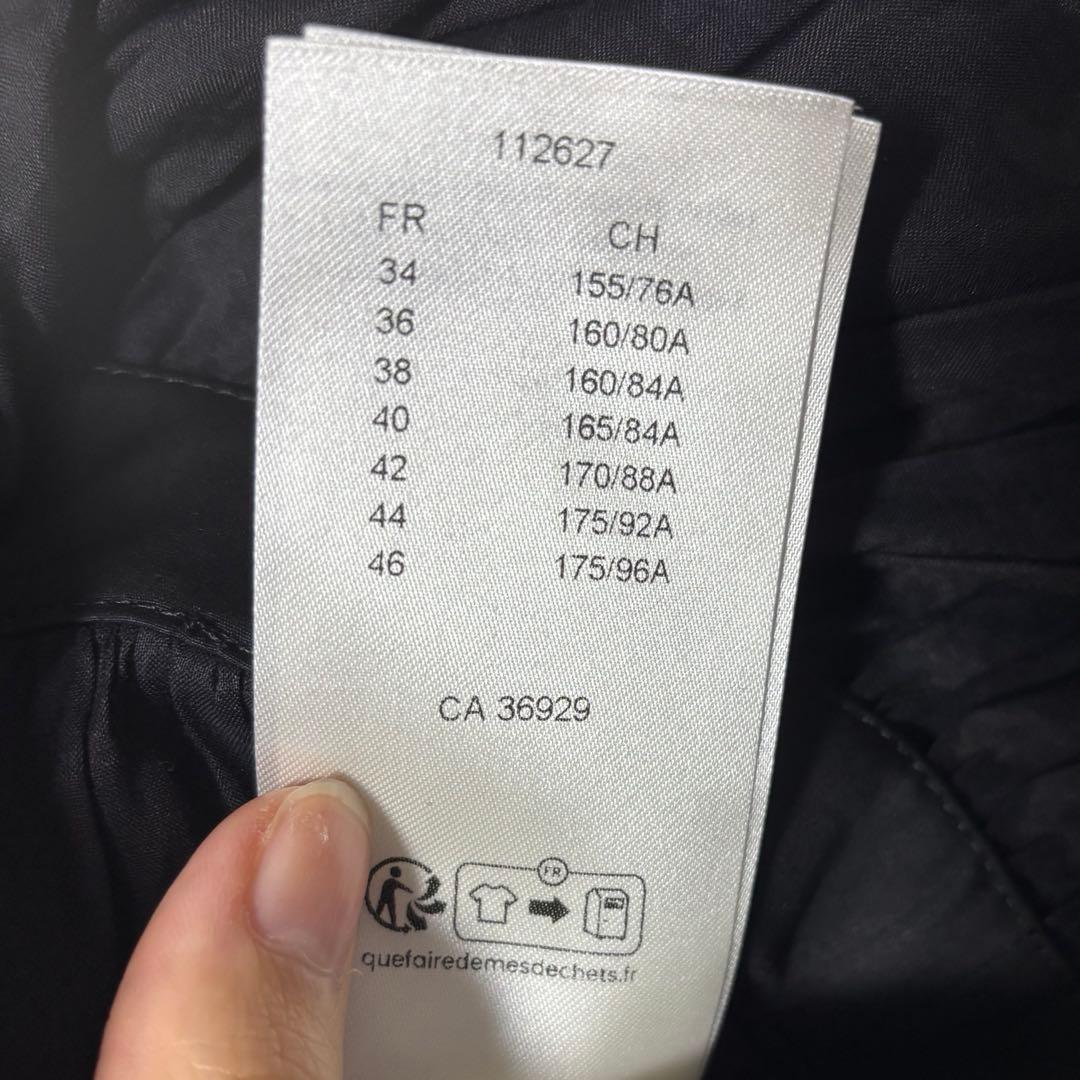 112627
FR CH
34 155/76A
36 160/80A
38 160/84A
40 165/84A
42 170/88A
44 175/92A
46 175/96A
CA 36929
FR
quefairedemesdechets.fr